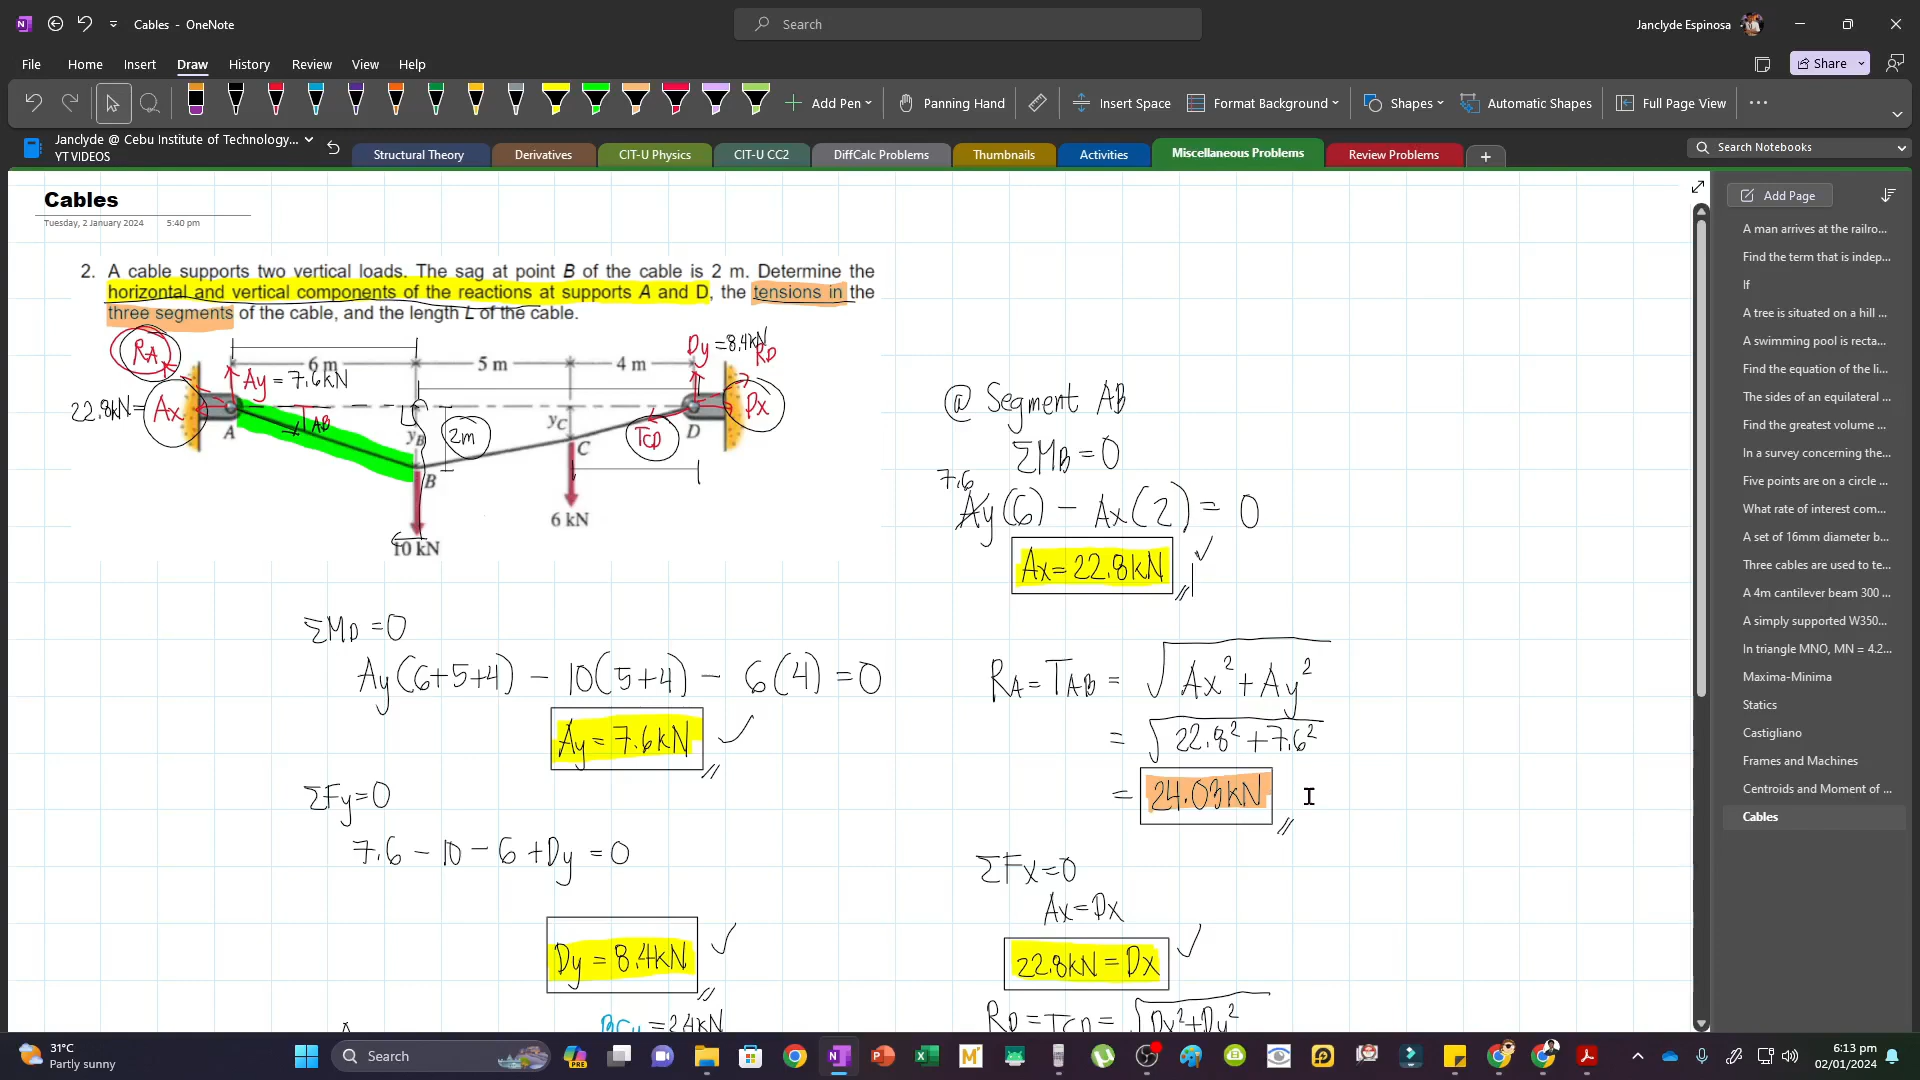 Cables - OneNote
Search
Janclyde Espinosa
File Home Insert Draw History Review View Help
Share
Add Pen
Panning Hand
Insert Space
Format Background
Shapes
Automatic Shapes
Full Page View
Janclyde @ Cebu Institute of Technology...
YT VIDEOS
Structural Theory
Derivatives
CIT-U Physics
CIT-U CC2
DiffCalc Problems
Thumbnails
Activities
Miscellaneous Problems
Review Problems
+
Search Notebooks
Cables
Tuesday, 2 January 2024 5:40 pm
2. A cable supports two vertical loads. The sag at point B of the cable is 2 m. Determine the
horizontal and vertical components of the reactions at supports A and D, the tensions in the
three segments of the cable, and the length L of the cable.
RA
6 m
5 m
4 m
Dy = 8.4kN
RD
Ay = 7.6kN
22.8kN = Ax
Dx
A
TAB
yB
2m
yC
C
TCD
D
B
6 kN
10 kN
ΣMD = 0
Ay(6+5+4) - 10(5+4) - 6(4) = 0
Ay = 7.6kN
ΣFy = 0
7.6 - 10 - 6 + Dy = 0
Dy = 8.4kN
BCy = 2.4kN
@ Segment AB
ΣMB = 0
7.6
Ay(6) - Ax(2) = 0
Ax = 22.8kN
RA = TAB = √Ax² + Ay²
= √22.8² + 7.6²
= 24.03kN
ΣFx = 0
Ax = Dx
22.8kN = Dx
RD = TCD = √Dx² + Dy²
Add Page
A man arrives at the railro...
Find the term that is indep...
If
A tree is situated on a hill ...
A swimming pool is recta...
Find the equation of the li...
The sides of an equilateral ...
Find the greatest volume ...
In a survey concerning the...
Five points are on a circle ...
What rate of interest com...
A set of 16mm diameter b...
Three cables are used to te...
A 4m cantilever beam 300 ...
A simply supported W350...
In triangle MNO, MN = 4.2...
Maxima-Minima
Statics
Castigliano
Frames and Machines
Centroids and Moment of ...
Cables
31°C
Partly sunny
Search
6:13 pm
02/01/2024